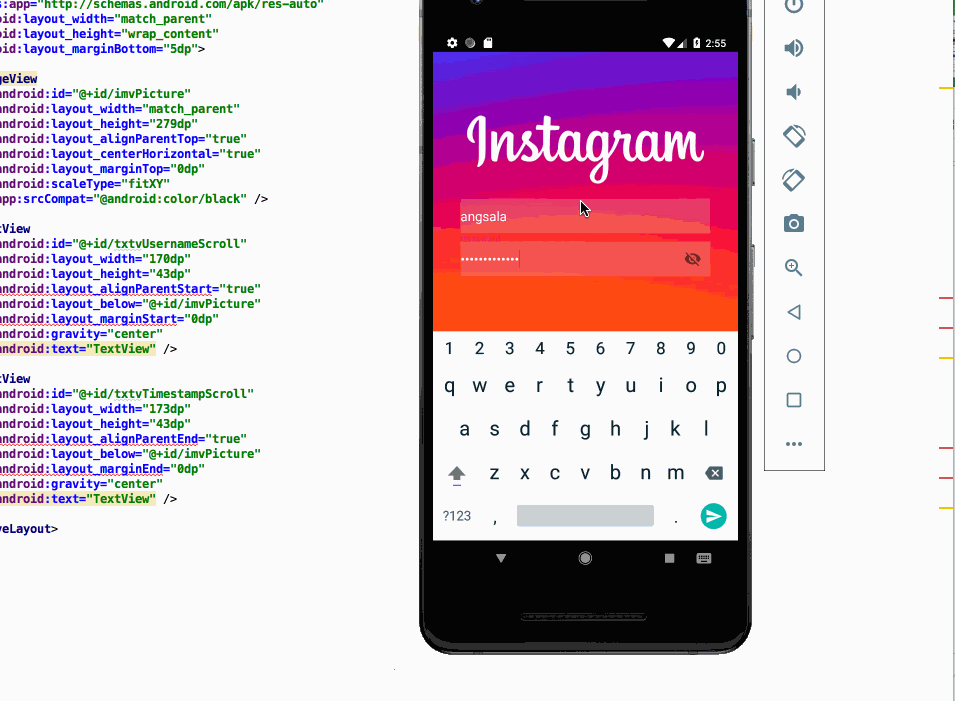 s:app="http://schemas.android.com/apk/res-auto"
oid:layout_width="match_parent"
oid:layout_height="wrap_content"
oid:layout_marginBottom="5dp">
geView
android:id="@+id/imvPicture"
android:layout_width="match_parent"
android:layout_height="279dp"
android:layout_alignParentTop="true"
android:layout_centerHorizontal="true"
android:layout_marginTop="0dp"
android:scaleType="fitXY"
app:srcCompat="@android:color/black" />
tView
android:id="@+id/txtvUsernameScroll"
android:layout_width="170dp"
android:layout_height="43dp"
android:layout_alignParentStart="true"
android:layout_below="@+id/imvPicture"
android:layout_marginStart="0dp"
android:gravity="center"
android:text="TextView" />
tView
android:id="@+id/txtvTimestampScroll"
android:layout_width="173dp"
android:layout_height="43dp"
android:layout_alignParentEnd="true"
android:layout_below="@+id/imvPicture"
android:layout_marginEnd="0dp"
android:gravity="center"
android:text="TextView" />
veLayout>
2:55
Instagram
angsala
•••••••••••••
1 2 3 4 5 6 7 8 9 0
q w e r t y u i o p
a s d f g h j k l
z x c v b n m
?123 , .